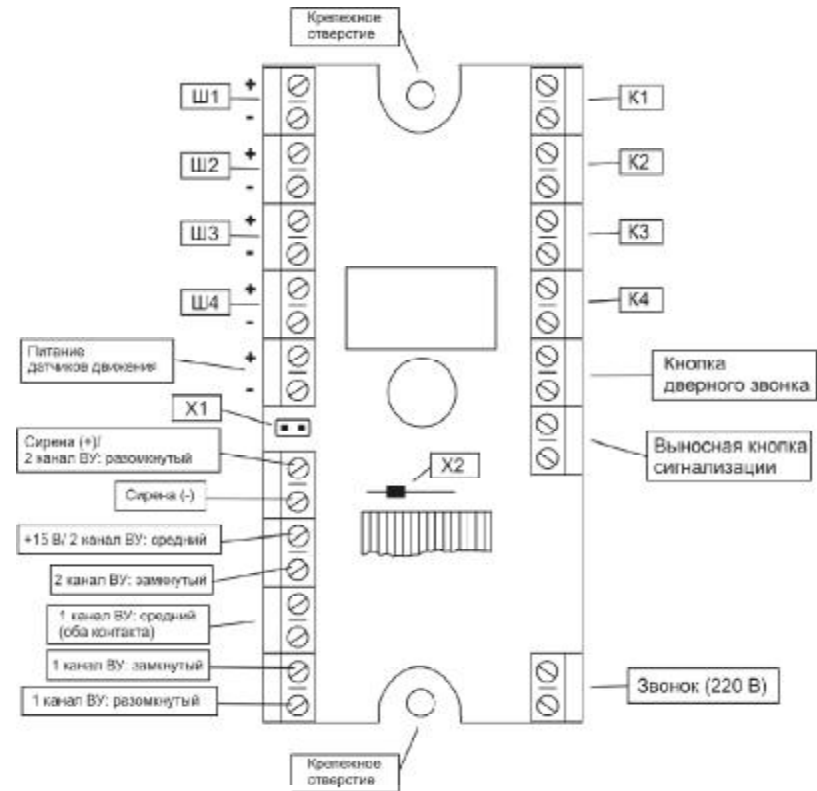 Крепежное
отверстие
Ш1
+
-
Ш2
+
-
Ш3
+
-
Ш4
+
-
Питание
датчиков движения
+
-
X1
Сирена (+)/
2 канал ВУ: разомкнутый
Сирена (-)
+15 В/ 2 канал ВУ: средний
2 канал ВУ: замкнутый
1 канал ВУ: средний
(оба контакта)
1 канал ВУ: замкнутый
1 канал ВУ: разомкнутый
X2
К1
К2
К3
К4
Кнопка
дверного звонка
Выносная кнопка
сигнализации
Звонок (220 В)
Крепежное
отверстие